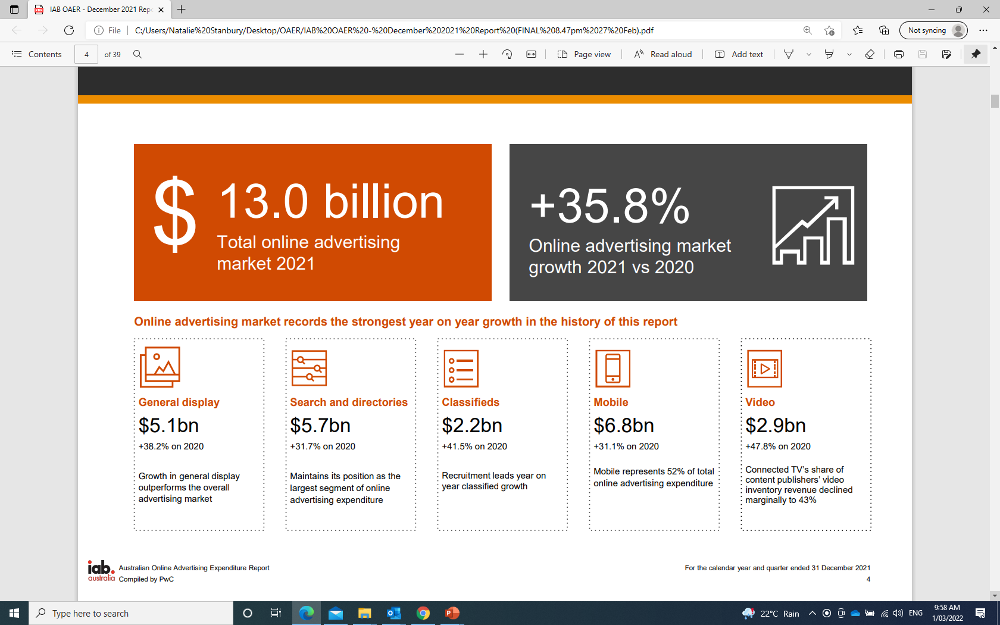 IAB OAER - December 2021 Repo
File
C:/Users/Natalie%20Stanbury/Desktop/OAER/IAB%20OAER%20-%20December%202021%20Report%20(FINAL%208.47pm%2027%20Feb).pdf
Not syncing
Contents
4
of 39
Page view
Read aloud
Add text
$
13.0 billion
Total online advertising
market 2021
+35.8%
Online advertising market
growth 2021 vs 2020
Online advertising market records the strongest year on year growth in the history of this report
General display
$5.1bn
+38.2% on 2020
Growth in general display
outperforms the overall
advertising market
Search and directories
$5.7bn
+31.7% on 2020
Maintains its position as the
largest segment of online
advertising expenditure
Classifieds
$2.2bn
+41.5% on 2020
Recruitment leads year on
year classified growth
Mobile
$6.8bn
+31.1% on 2020
Mobile represents 52% of total
online advertising expenditure
Video
$2.9bn
+47.8% on 2020
Connected TV's share of
content publishers' video
inventory revenue declined
marginally to 43%
iab.
australia
Australian Online Advertising Expenditure Report
Compiled by PwC
For the calendar year and quarter ended 31 December 2021
4
Type here to search
22°C Rain
ENG
9:58 AM
1/03/2022